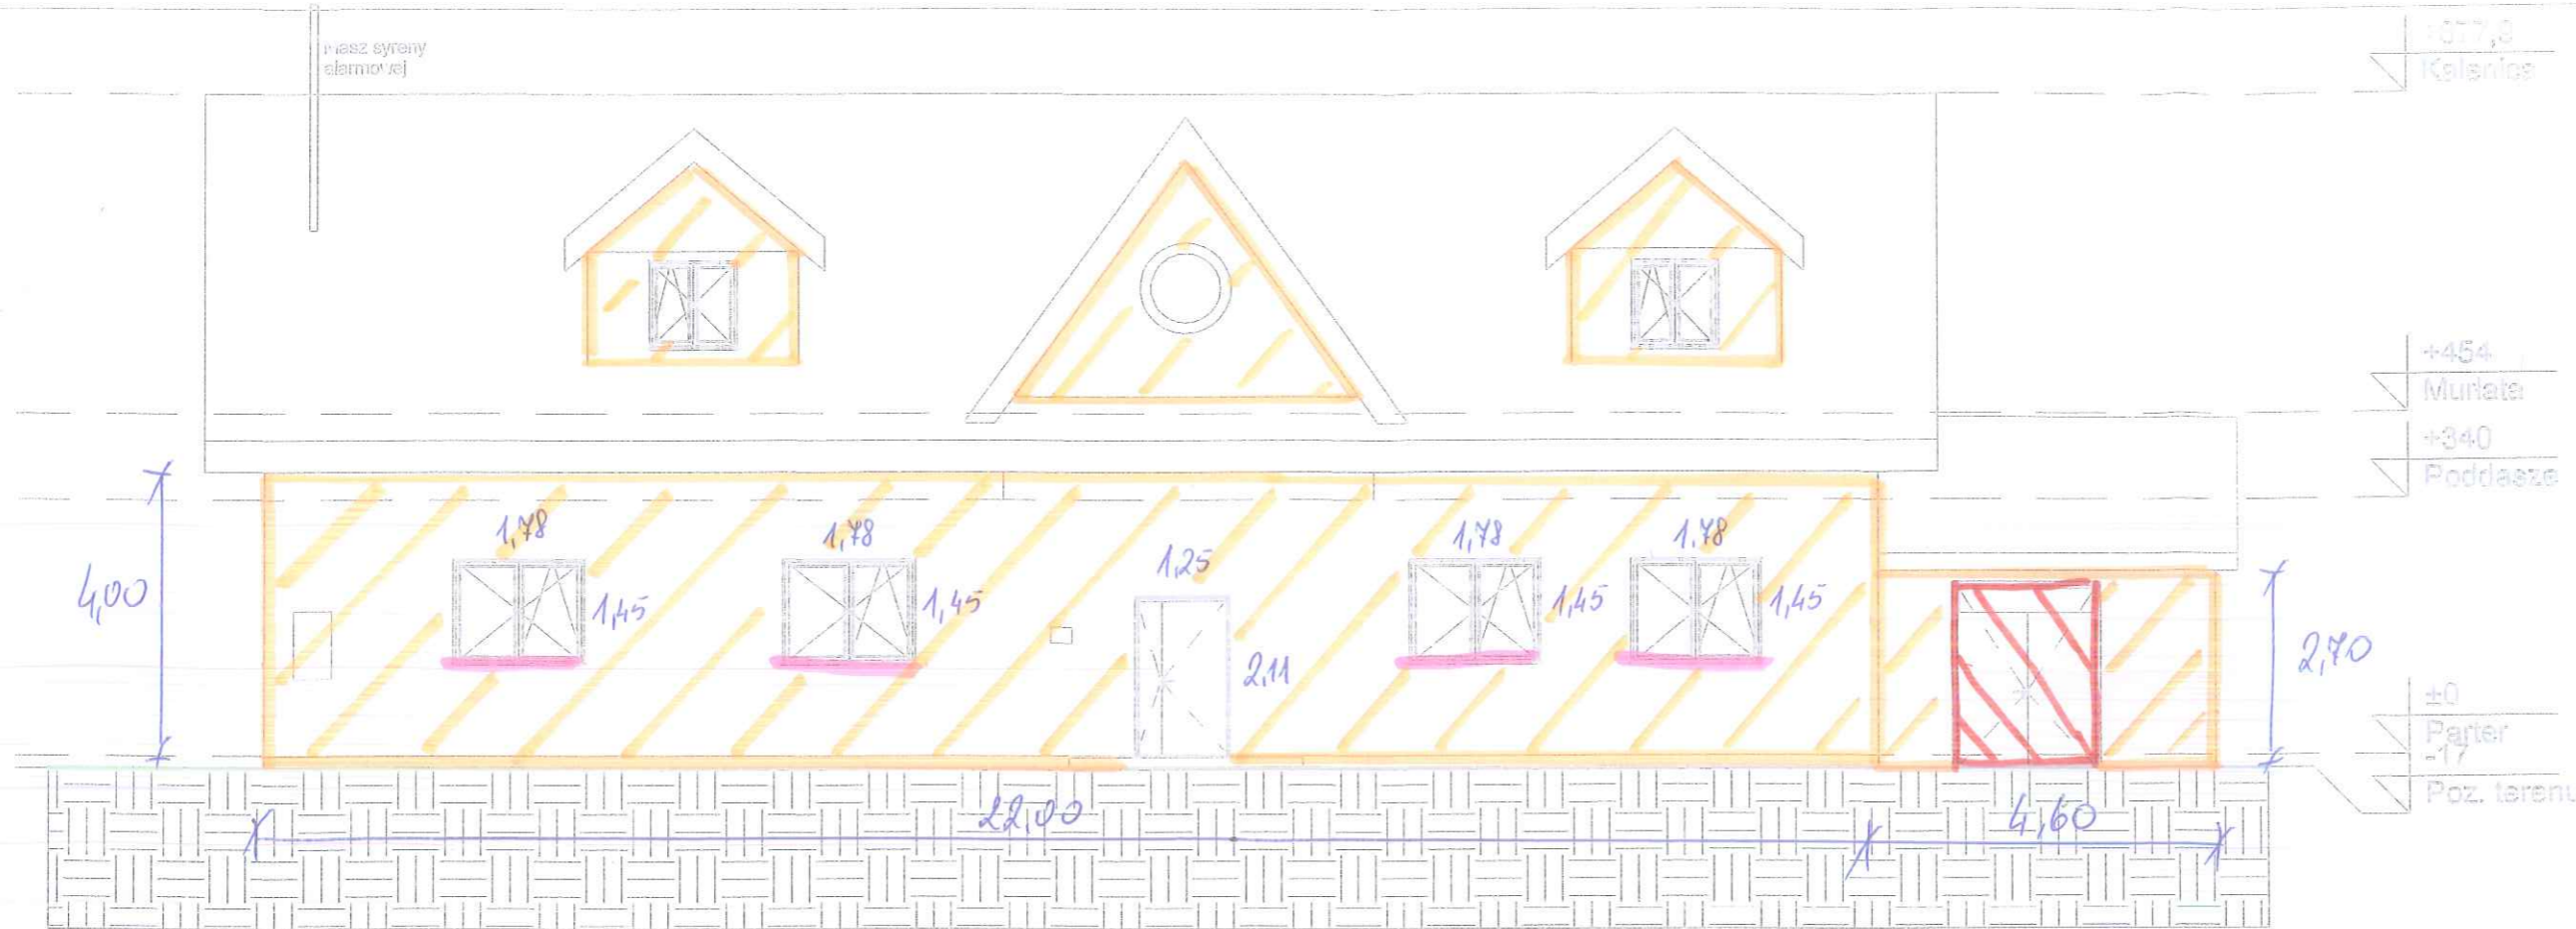 masz syreny
alarmowej
Kalenica
+454
Murłata
+340
Poddasze
4,00
1,78
1,78
1,78
1,78
1,25
1,45
1,45
1,45
1,45
2,11
2,70
±0
Parter
-17
Poz. terenu
22,00
4,60